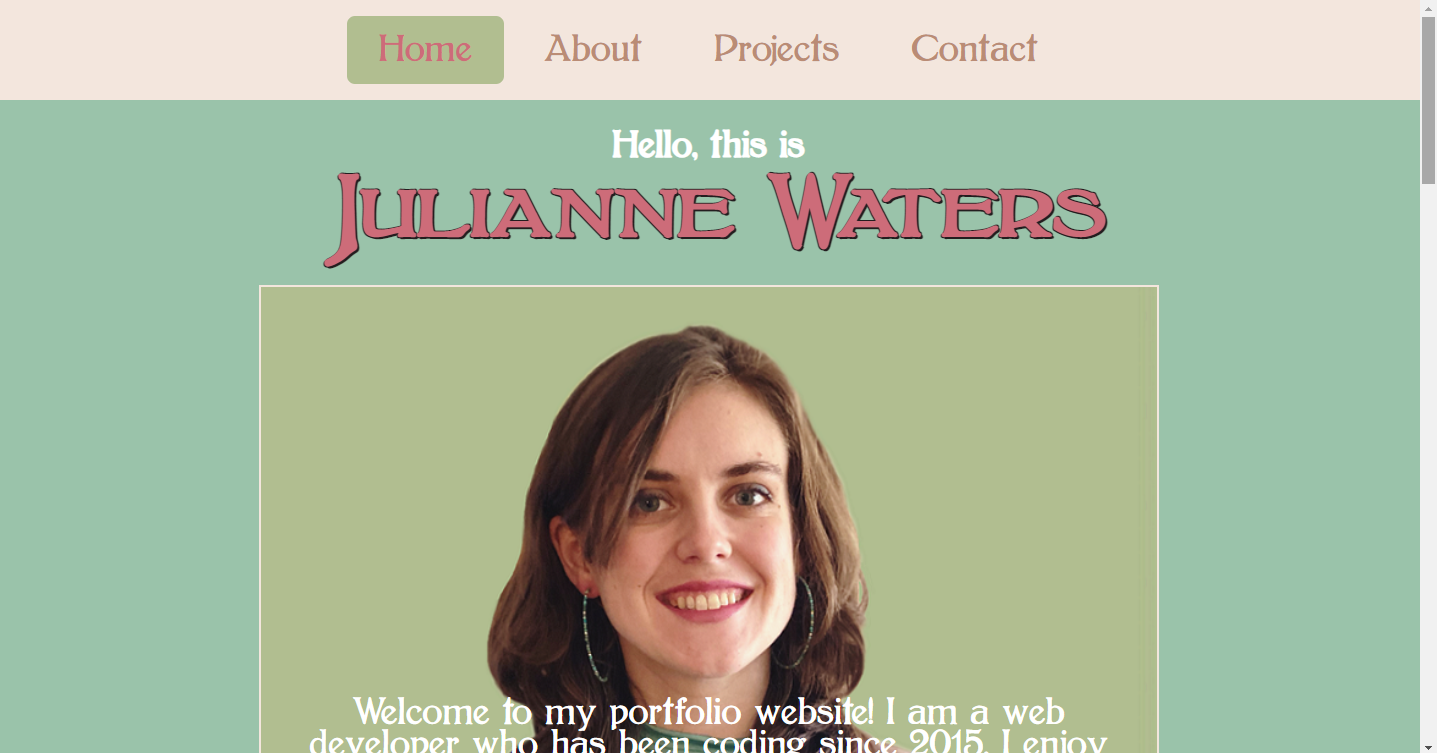 Home About Projects Contact
Hello, this is
Julianne Waters
Welcome to my portfolio website! I am a web
developer who has been coding since 2015. I enjoy